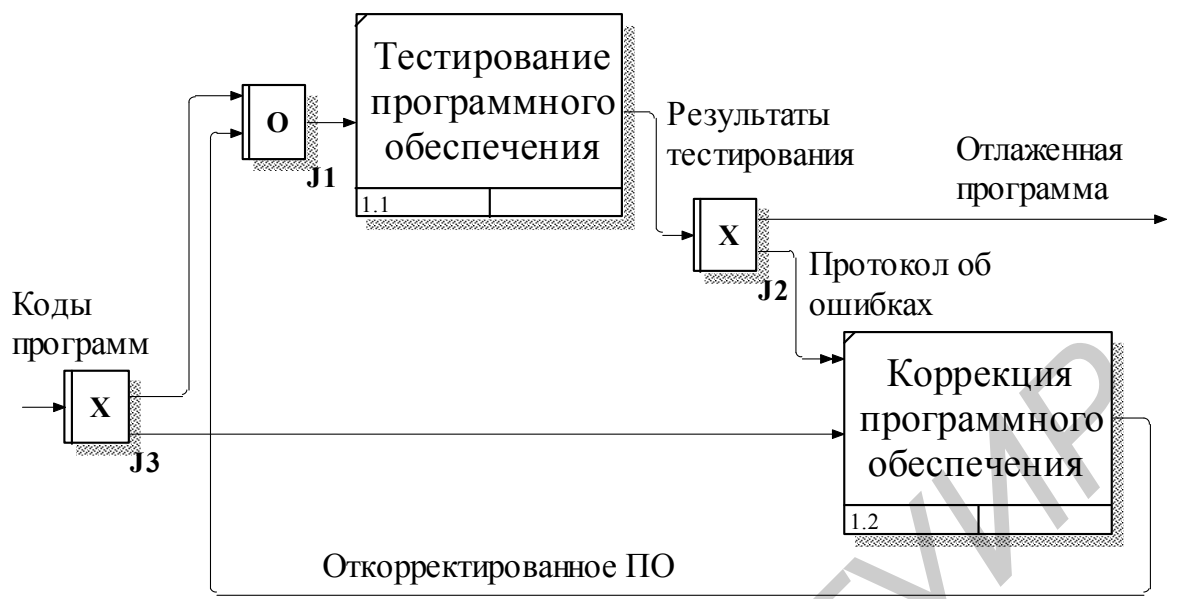 Тестирование
программного
обеспечения
1.1
О
J1
Результаты
тестирования
Отлаженная
программа
X
J2
Протокол об
ошибках
Коды
программ
X
J3
Коррекция
программного
обеспечения
1.2
Откорректированное ПО